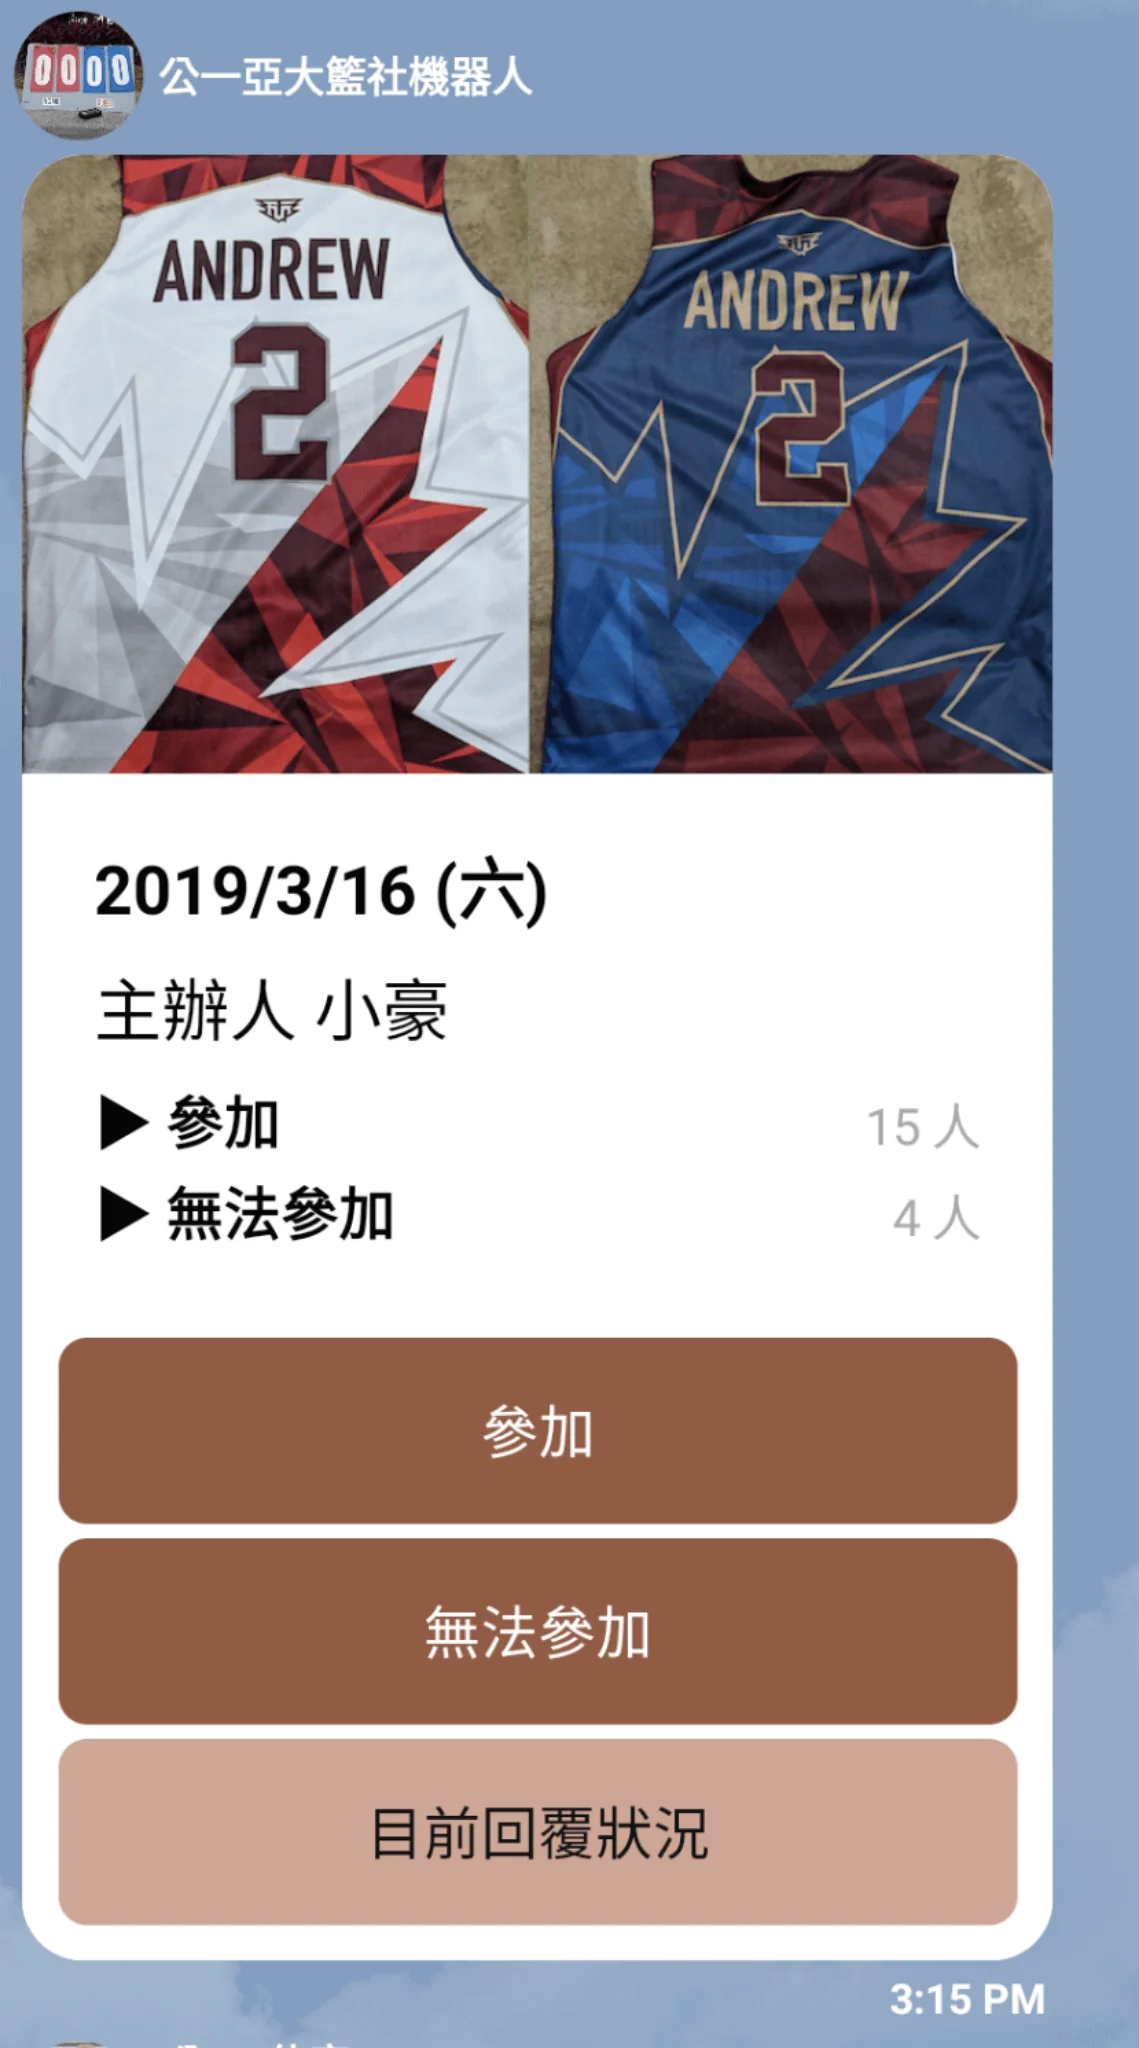 0000
公一亞大籃社機器人
ANDREW
2
ANDREW
2
2019/3/16 (六)
主辦人 小豪
▶ 參加 15 人
▶ 無法參加 4 人
參加
無法參加
目前回覆狀況
3:15 PM